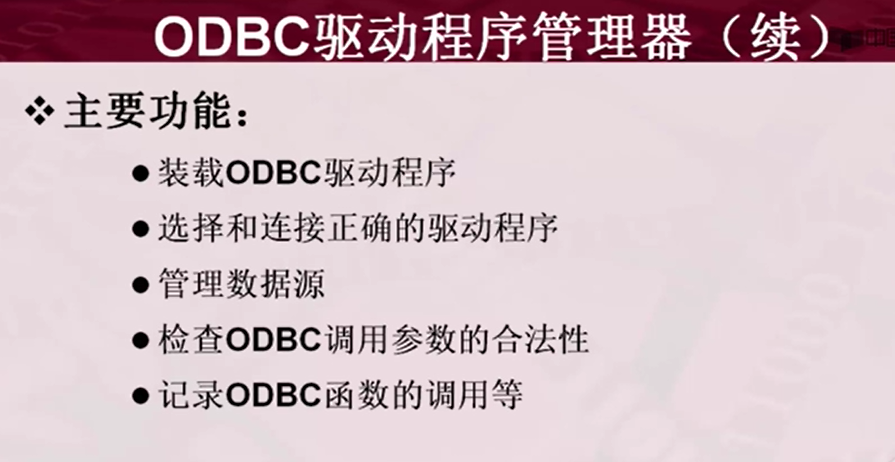 ODBC驱动程序管理器（续）
❖主要功能：
●装载ODBC驱动程序
●选择和连接正确的驱动程序
●管理数据源
●检查ODBC调用参数的合法性
●记录ODBC函数的调用等